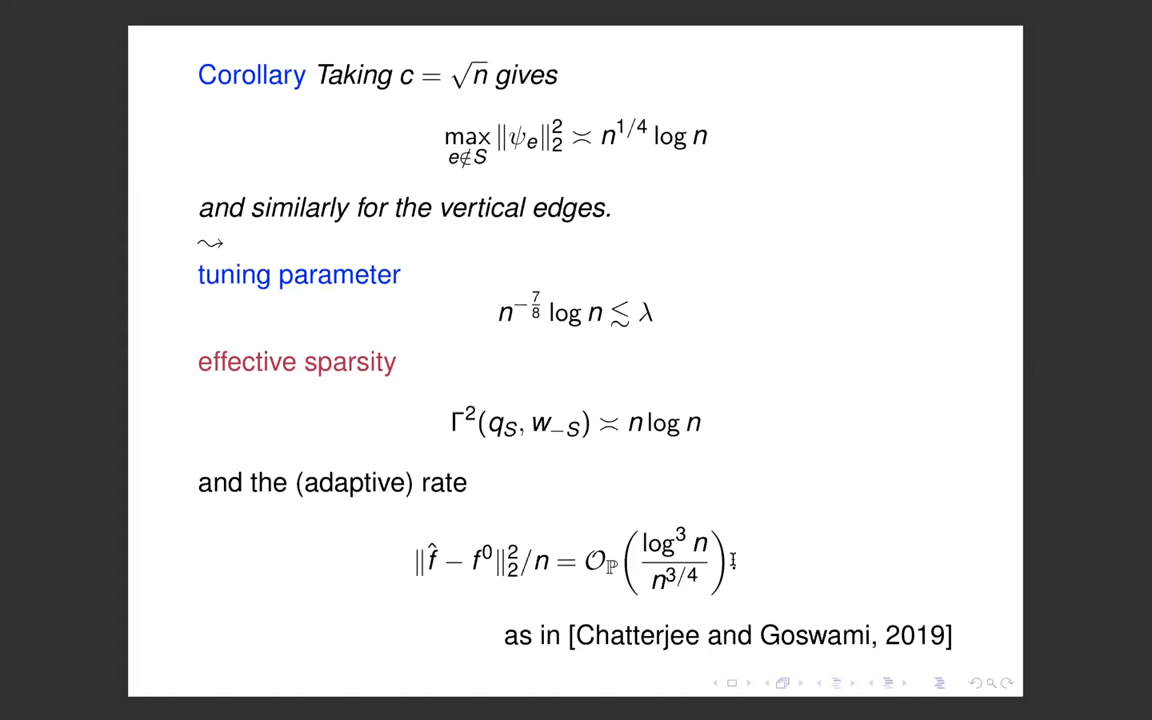 Corollary Taking c = √n gives
max_{e∉S} ‖ψ_e‖₂² ≍ n^{1/4} log n
and similarly for the vertical edges.
⇝
tuning parameter
n^{-7/8} log n ≲ λ
effective sparsity
Γ²(q_S, w_{−S}) ≍ n log n
and the (adaptive) rate
‖f̂ − f⁰‖₂²/n = 𝒪_ℙ(log³ n / n^{3/4})
as in [Chatterjee and Goswami, 2019]